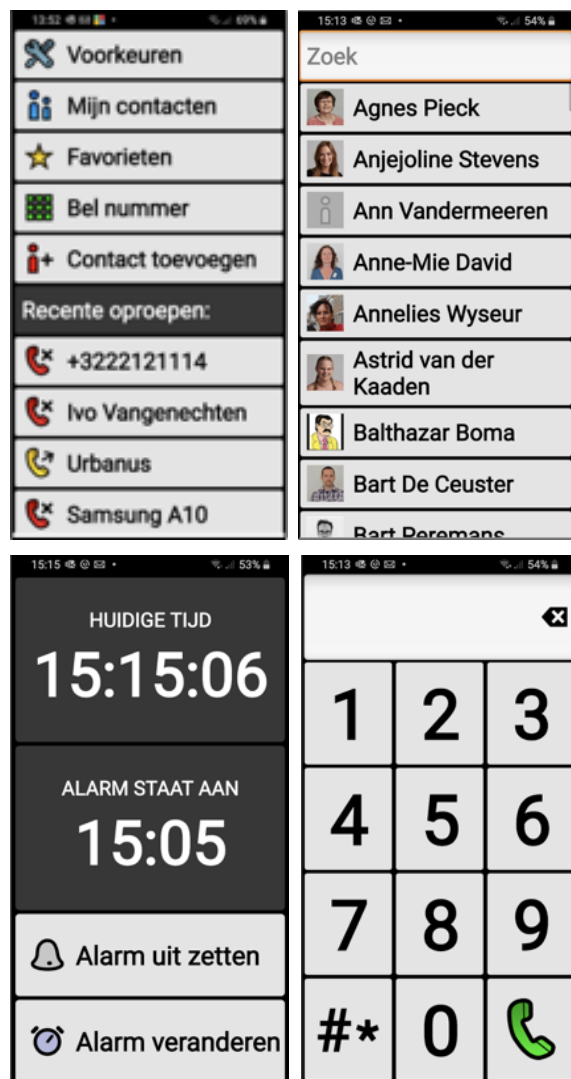 13:52
69%
Voorkeuren
Mijn contacten
Favorieten
Bel nummer
Contact toevoegen
Recente oproepen:
+3222121114
Ivo Vangenechten
Urbanus
Samsung A10
15:13
54%
Zoek
Agnes Pieck
Anjejoline Stevens
Ann Vandermeeren
Anne-Mie David
Annelies Wyseur
Astrid van der
Kaaden
Balthazar Boma
Bart De Ceuster
Bart Peremans
15:15
53%
HUIDIGE TIJD
15:15:06
ALARM STAAT AAN
15:05
Alarm uit zetten
Alarm veranderen
15:13
54%
1 2 3
4 5 6
7 8 9
#* 0